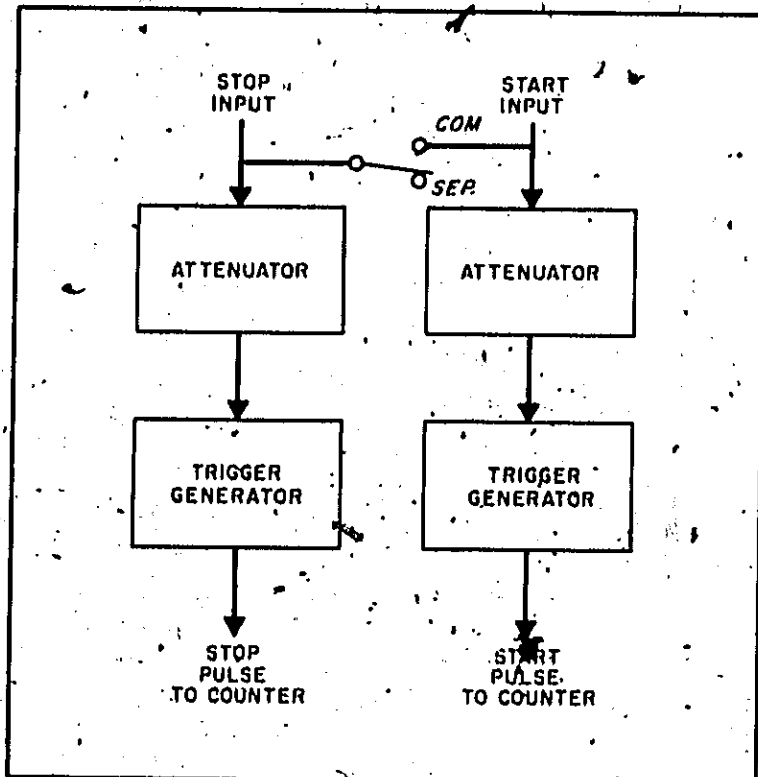 STOP
INPUT
START
INPUT
COM
SEP.
ATTENUATOR
ATTENUATOR
TRIGGER
GENERATOR
TRIGGER
GENERATOR
STOP
PULSE
TO COUNTER
START
PULSE
TO COUNTER